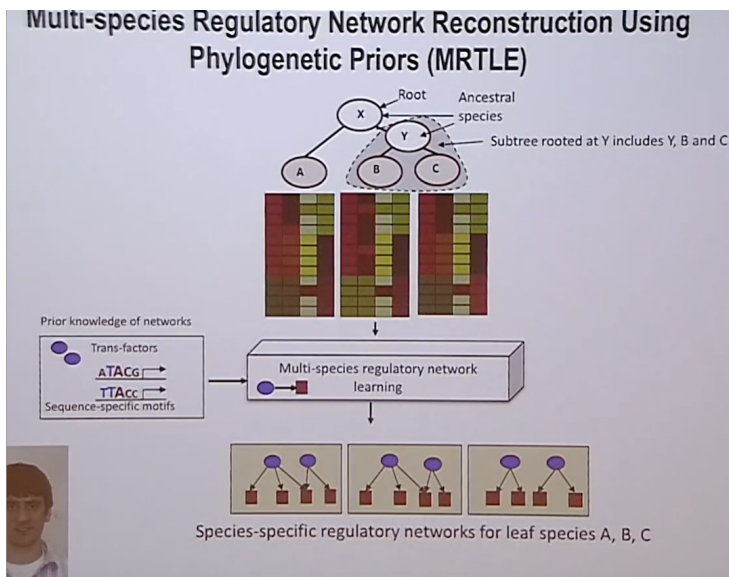 Multi-species Regulatory Network Reconstruction Using
Phylogenetic Priors (MRTLE)
Root
Ancestral
species
X
Y
Subtree rooted at Y includes Y, B and C
A
B
C
Prior knowledge of networks
Trans-factors
ATACG
TTACC
Sequence-specific motifs
Multi-species regulatory network
learning
Species-specific regulatory networks for leaf species A, B, C